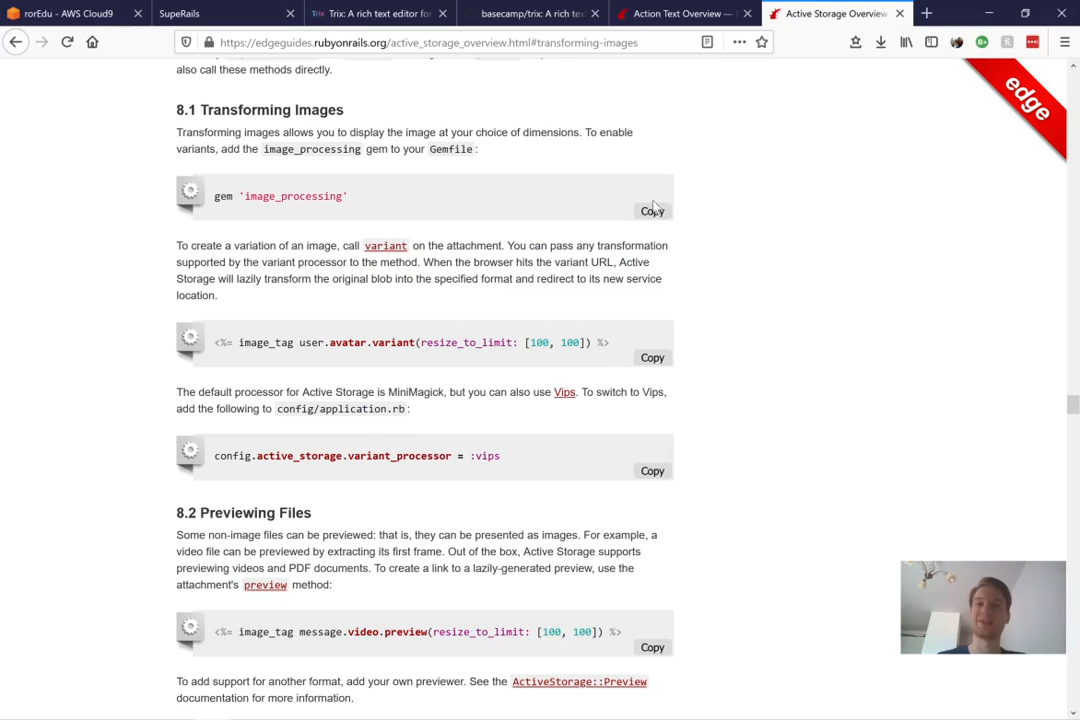 rorEdu - AWS Cloud9
SupeRails
Trix: A rich text editor for
basecamp/trix: A rich tex
Action Text Overview —
Active Storage Overview
https://edgeguides.rubyonrails.org/active_storage_overview.html#transforming-images
also call these methods directly.
edge
8.1 Transforming Images
Transforming images allows you to display the image at your choice of dimensions. To enable
variants, add the image_processing gem to your Gemfile:
gem 'image_processing'
Copy
To create a variation of an image, call variant on the attachment. You can pass any transformation
supported by the variant processor to the method. When the browser hits the variant URL, Active
Storage will lazily transform the original blob into the specified format and redirect to its new service
location.
<%= image_tag user.avatar.variant(resize_to_limit: [100, 100]) %>
Copy
The default processor for Active Storage is MiniMagick, but you can also use Vips. To switch to Vips,
add the following to config/application.rb:
config.active_storage.variant_processor = :vips
Copy
8.2 Previewing Files
Some non-image files can be previewed: that is, they can be presented as images. For example, a
video file can be previewed by extracting its first frame. Out of the box, Active Storage supports
previewing videos and PDF documents. To create a link to a lazily-generated preview, use the
attachment's preview method:
<%= image_tag message.video.preview(resize_to_limit: [100, 100]) %>
Copy
To add support for another format, add your own previewer. See the ActiveStorage::Preview
documentation for more information.